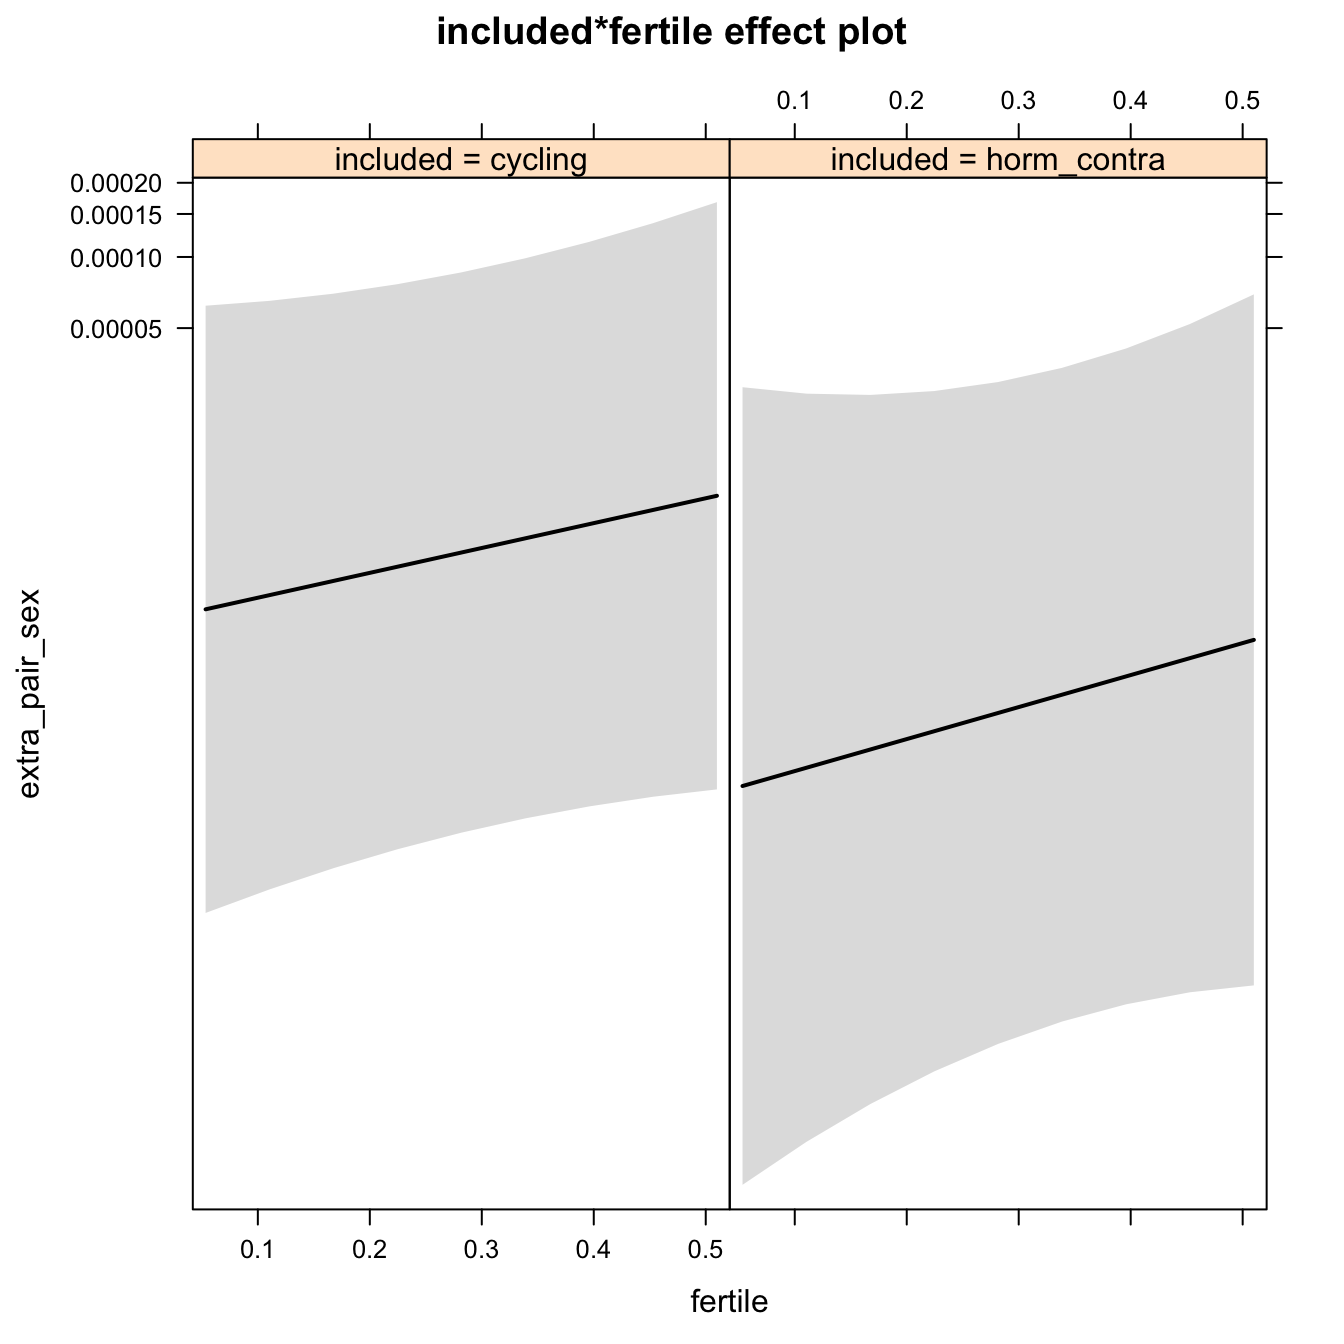 included*fertile effect plot
0.1 0.2 0.3 0.4 0.5
included = cycling included = horm_contra
0.00020
0.00015
0.00010
0.00005
extra_pair_sex
0.1 0.2 0.3 0.4 0.5
fertile